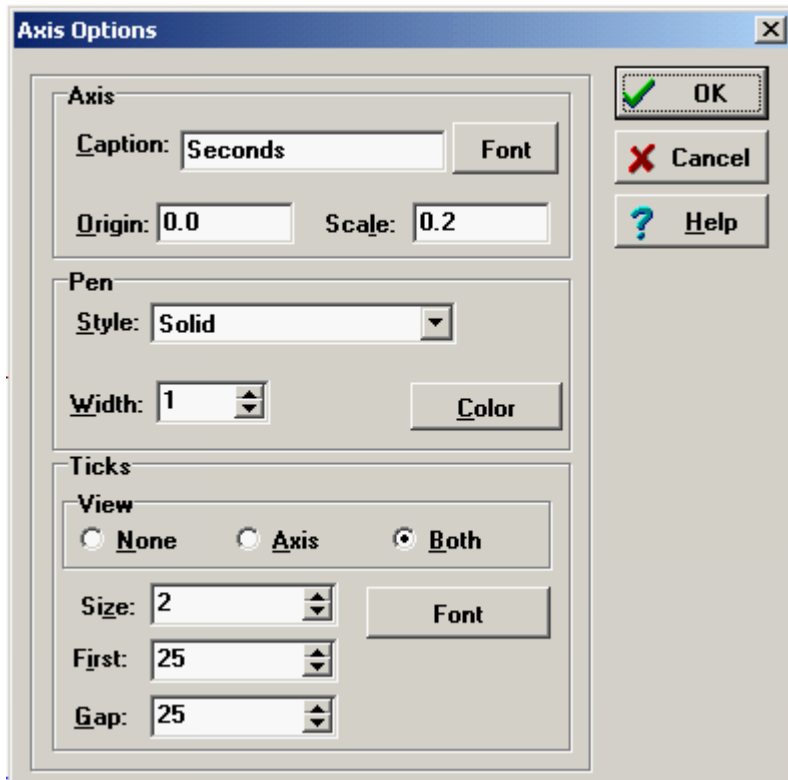 Axis Options
Axis
Caption: Seconds Font
Origin: 0.0 Scale: 0.2
Pen
Style: Solid
Width: 1 Color
Ticks
View
None Axis Both
Size: 2 Font
First: 25
Gap: 25
OK
Cancel
Help